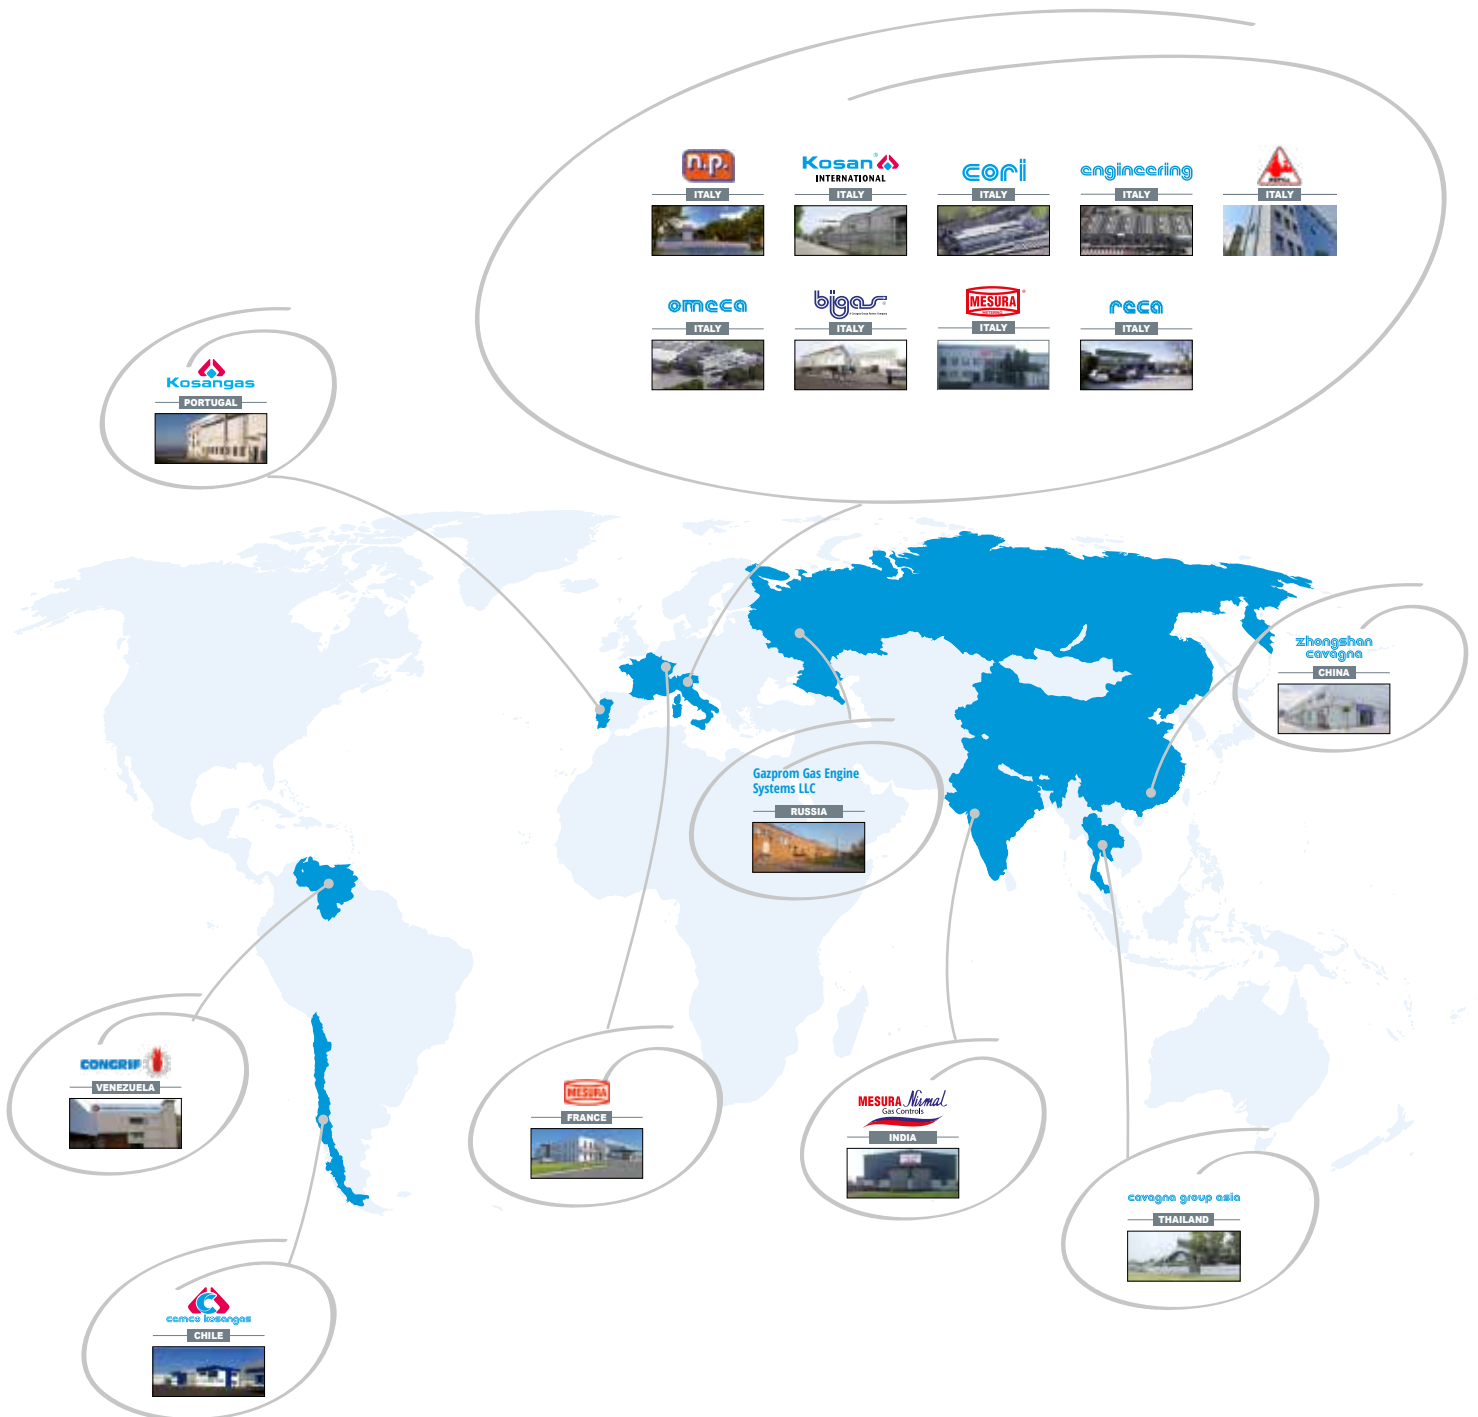 n.p.
ITALY
Kosan®
INTERNATIONAL
ITALY
cori
ITALY
engineering
ITALY
ITALY
omeca
ITALY
bigas®
ITALY
MESURA®
ITALY
reca
ITALY
Kosangas
PORTUGAL
zhongshan
cavagna
CHINA
Gazprom Gas Engine
Systems LLC
RUSSIA
CONGRIF
VENEZUELA
MESURA
FRANCE
MESURA Nirmal
Gas Controls
INDIA
cavagna group asia
THAILAND
C
camco kosangas
CHILE